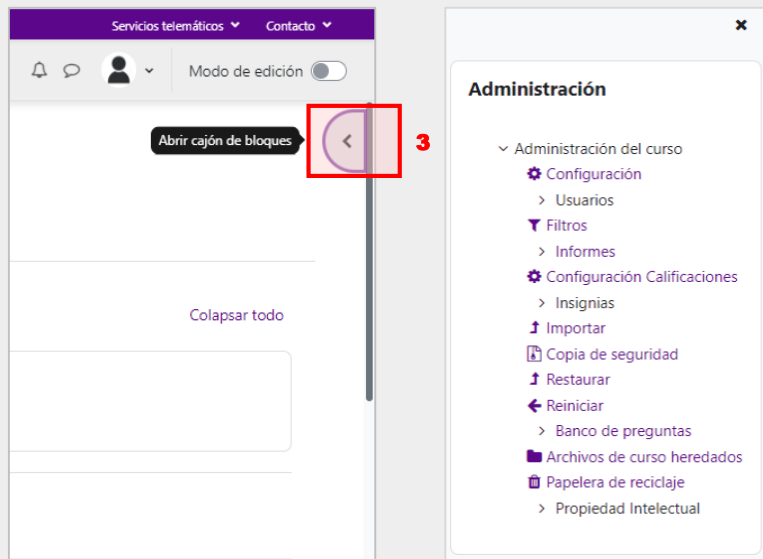 Servicios telemáticos Contacto
Modo de edición
Abrir cajón de bloques
3
Colapsar todo
Administración
Administración del curso
Configuración
Usuarios
Filtros
Informes
Configuración Calificaciones
Insignias
Importar
Copia de seguridad
Restaurar
Reiniciar
Banco de preguntas
Archivos de curso heredados
Papelera de reciclaje
Propiedad Intelectual